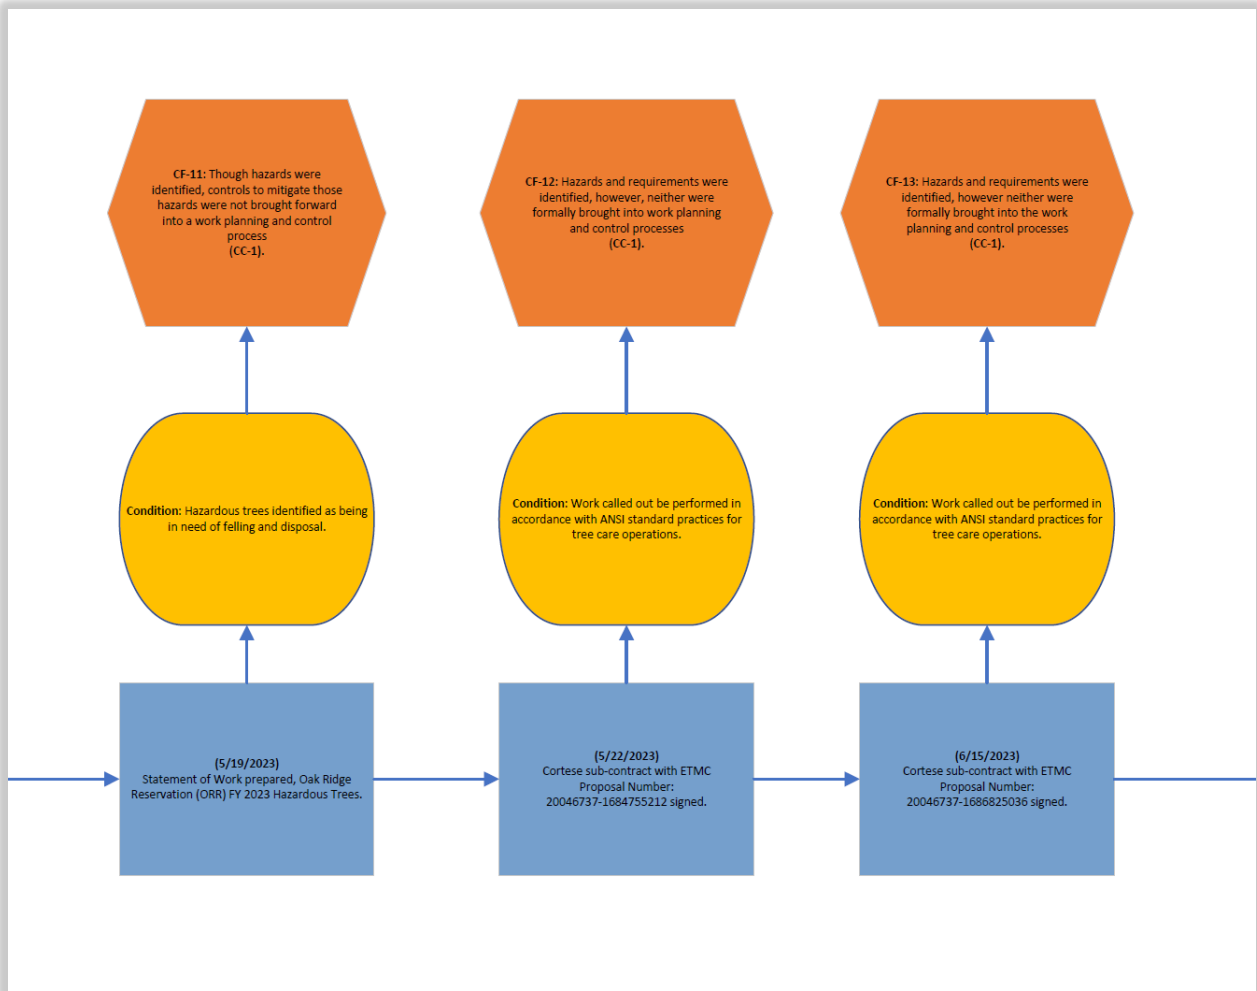 CF-11: Though hazards were
identified, controls to mitigate those
hazards were not brought forward
into a work planning and control
process
(CC-1).
CF-12: Hazards and requirements were
identified, however, neither were
formally brought into work planning
and control processes
(CC-1).
CF-13: Hazards and requirements were
identified, however neither were
formally brought into the work
planning and control processes
(CC-1).
Condition: Hazardous trees identified as being
in need of felling and disposal.
Condition: Work called out be performed in
accordance with ANSI standard practices for
tree care operations.
Condition: Work called out be performed in
accordance with ANSI standard practices for
tree care operations.
(5/19/2023)
Statement of Work prepared, Oak Ridge
Reservation (ORR) FY 2023 Hazardous Trees.
(5/22/2023)
Cortese sub-contract with ETMC
Proposal Number:
20046737-1684755212 signed.
(6/15/2023)
Cortese sub-contract with ETMC
Proposal Number:
20046737-1686825036 signed.